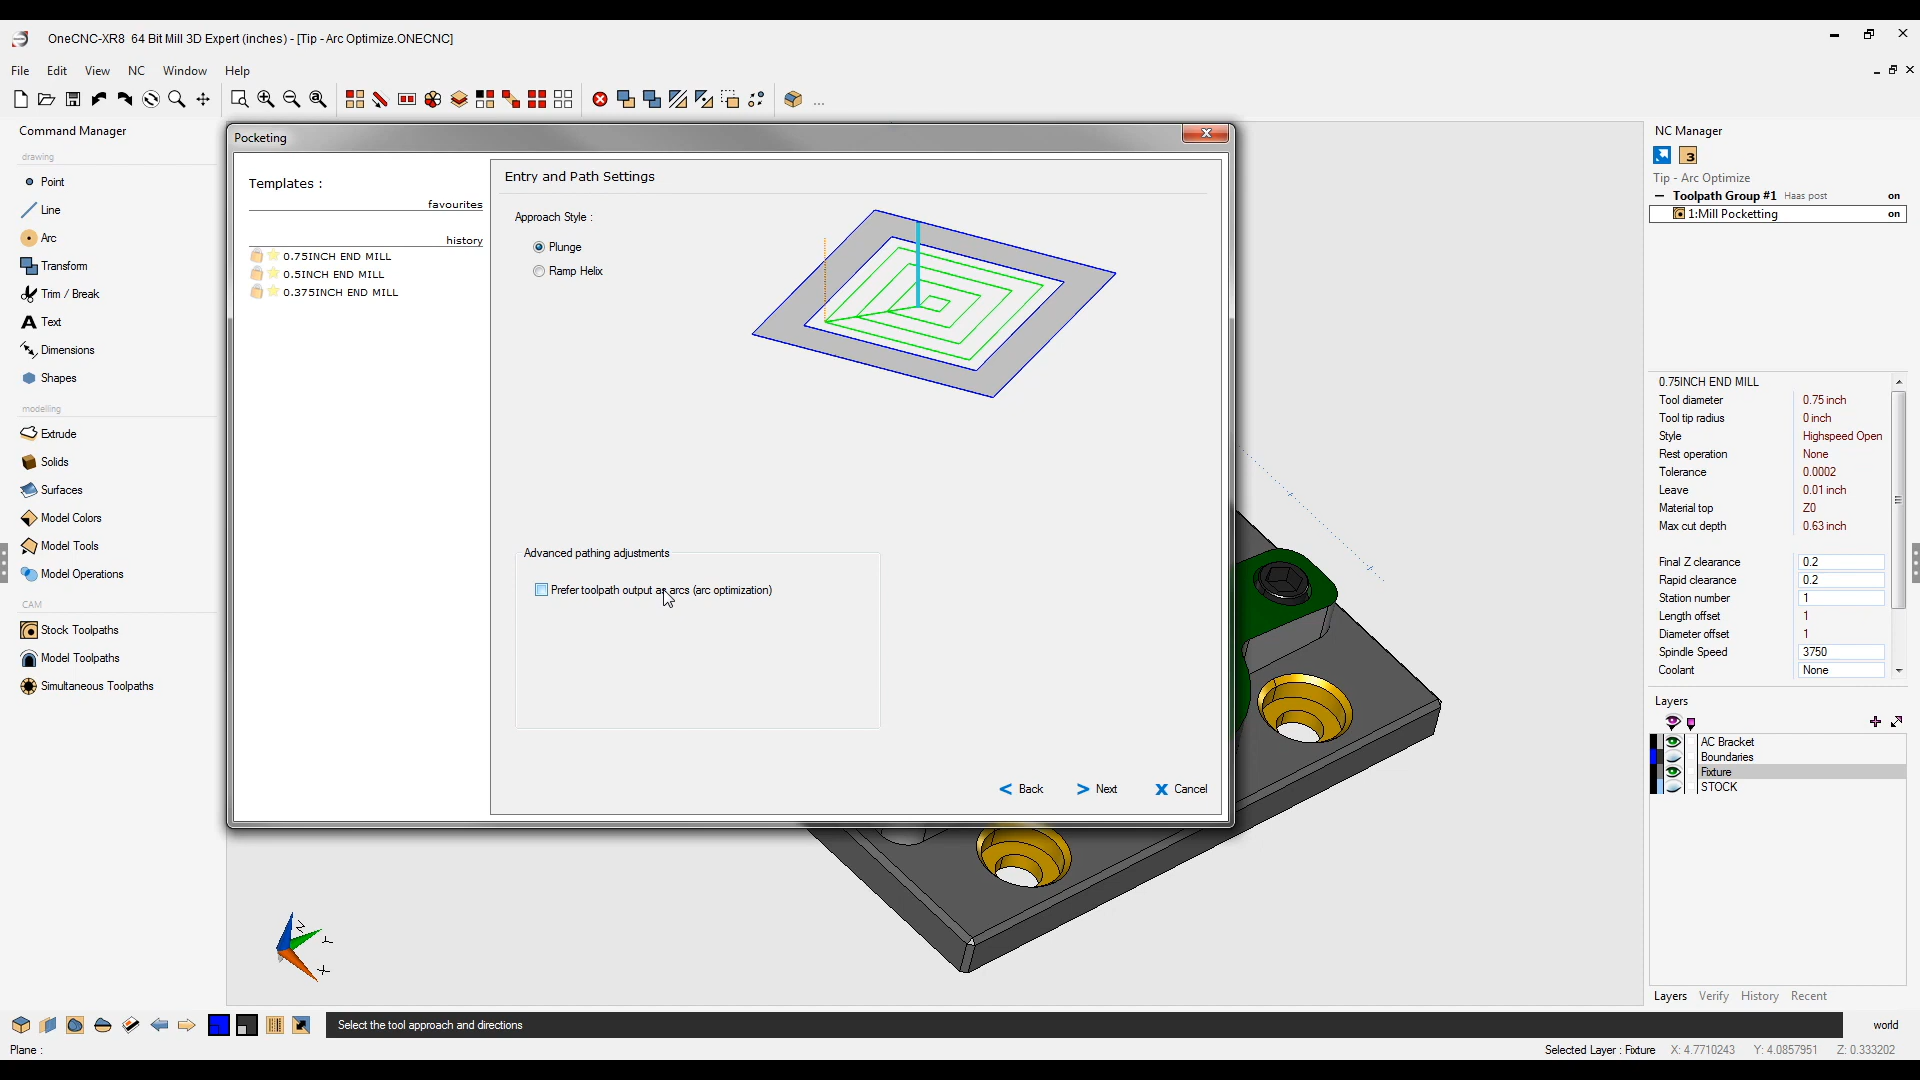 OneCNC-XR8 64 Bit Mill 3D Expert (inches) - [Tip - Arc Optimize.ONECNC]
File Edit View NC Window Help
...
Command Manager
drawing
Point
Line
Arc
Transform
Trim / Break
A Text
Dimensions
Shapes
modelling
Extrude
Solids
Surfaces
Model Colors
Model Tools
Model Operations
CAM
Stock Toolpaths
Model Toolpaths
Simultaneous Toolpaths
Pocketing
Templates :
favourites
history
0.75INCH END MILL
0.5INCH END MILL
0.375INCH END MILL
Entry and Path Settings
Approach Style :
Plunge
Ramp Helix
Advanced pathing adjustments
Prefer toolpath output as arcs (arc optimization)
< Back > Next X Cancel
NC Manager
3
Tip - Arc Optimize
Toolpath Group #1 Haas post on
1:Mill Pocketting on
0.75INCH END MILL
Tool diameter 0.75 inch
Tool tip radius 0 inch
Style Highspeed Open
Rest operation None
Tolerance 0.0002
Leave 0.01 inch
Material top Z0
Max cut depth 0.63 inch
Final Z clearance 0.2
Rapid clearance 0.2
Station number 1
Length offset 1
Diameter offset 1
Spindle Speed 3750
Coolant None
Layers
AC Bracket
Boundaries
Fixture
STOCK
Layers Verify History Recent
Select the tool approach and directions
world
Plane :
Selected Layer : Fixture X: 4.7710243 Y: 4.0857951 Z: 0.333202